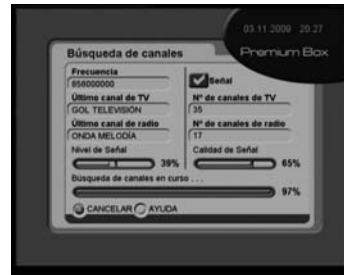 03.11.2009 20:27
Premium Box
Búsqueda de canales
Frecuencia
858000000
Señal
Último canal de TV
Nº de canales de TV
GOL TELEVISIÓN
35
Último canal de radio
Nº de canales de radio
ONDA MELODÍA
17
Nivel de Señal
Calidad de Señal
39%
65%
Búsqueda de canales en curso . . .
97%
CANCELAR
AYUDA